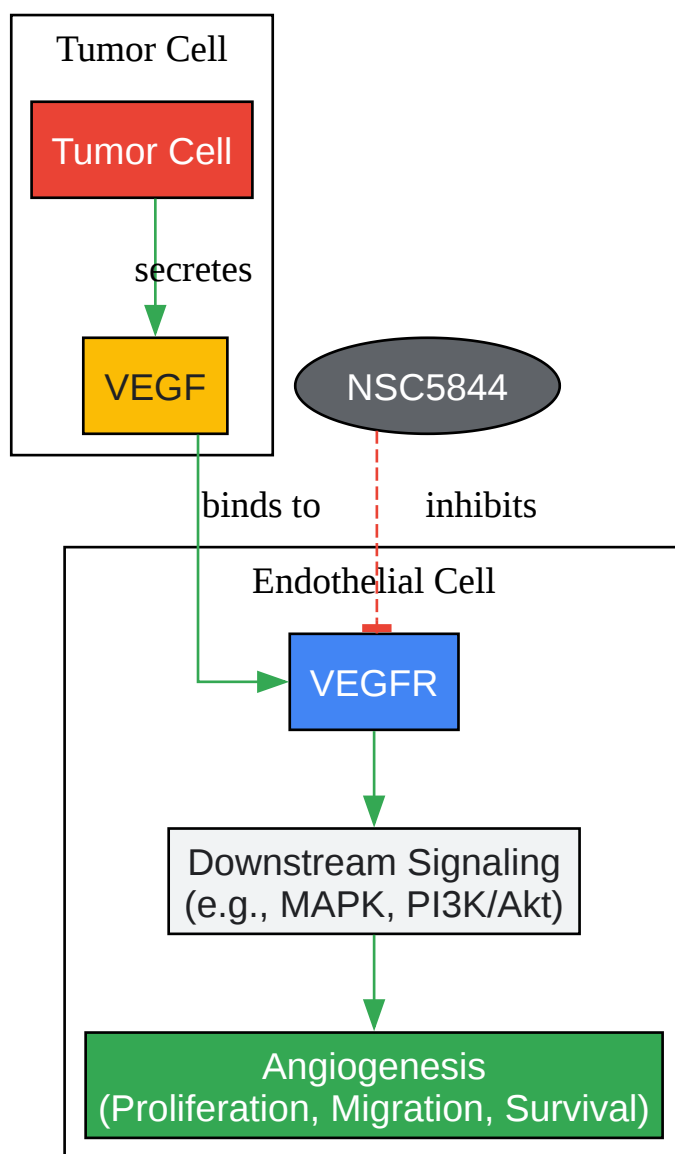 Tumor Cell
Tumor Cell
secretes
VEGF
NSC5844
binds to
inhibits
Endothelial Cell
VEGFR
Downstream Signaling
(e.g., MAPK, PI3K/Akt)
Angiogenesis
(Proliferation, Migration, Survival)